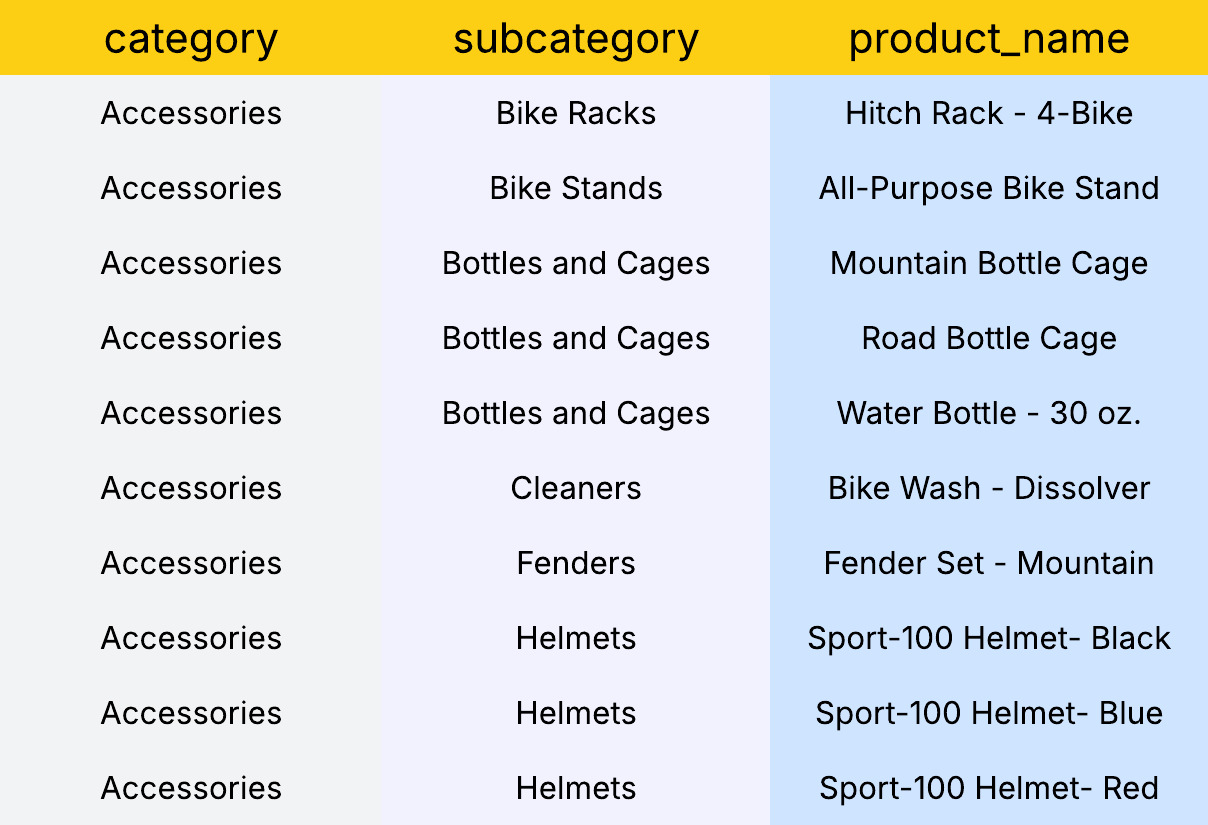 category subcategory product_name
Accessories Bike Racks Hitch Rack - 4-Bike
Accessories Bike Stands All-Purpose Bike Stand
Accessories Bottles and Cages Mountain Bottle Cage
Accessories Bottles and Cages Road Bottle Cage
Accessories Bottles and Cages Water Bottle - 30 oz.
Accessories Cleaners Bike Wash - Dissolver
Accessories Fenders Fender Set - Mountain
Accessories Helmets Sport-100 Helmet- Black
Accessories Helmets Sport-100 Helmet- Blue
Accessories Helmets Sport-100 Helmet- Red